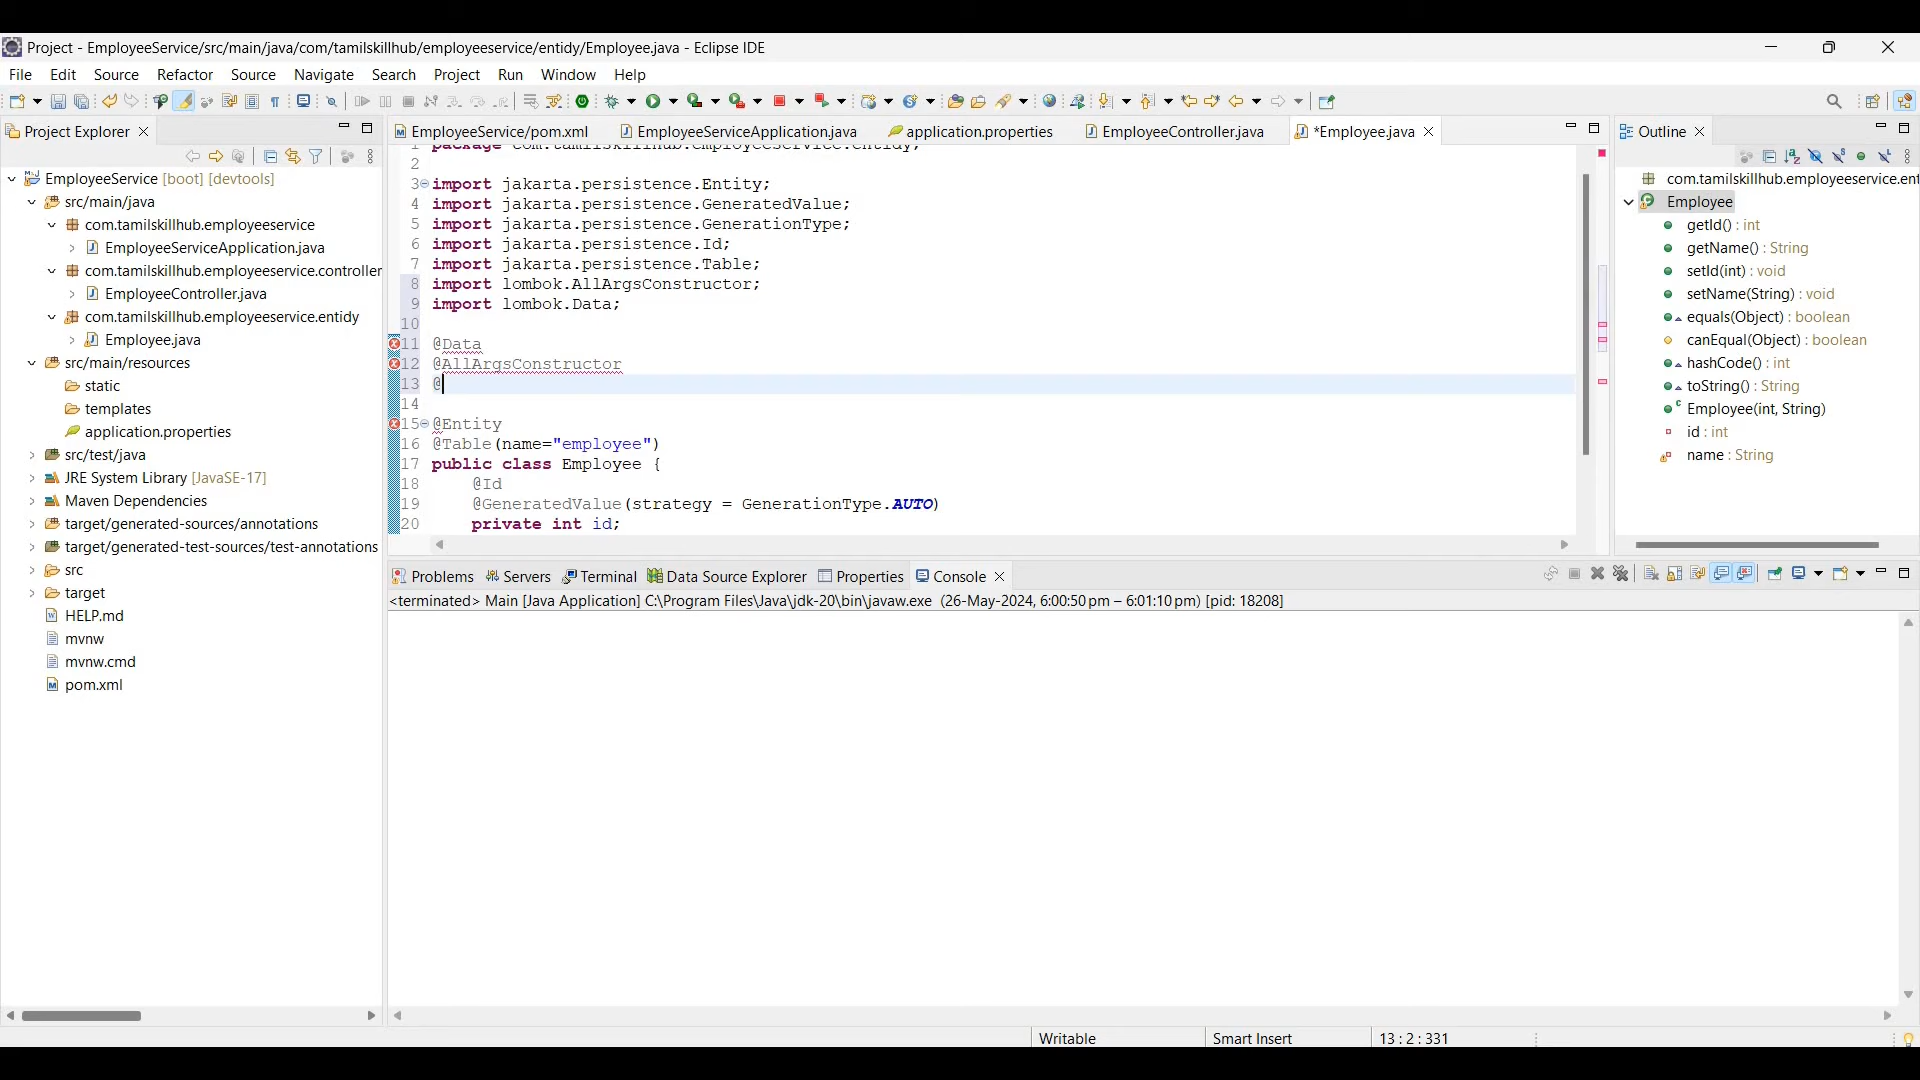 Project - EmployeeService/src/main/java/com/tamilskillhub/employeeservice/entidy/Employee.java - Eclipse IDE
File Edit Source Refactor Source Navigate Search Project Run Window Help
Project Explorer
EmployeeService [boot] [devtools]
src/main/java
com.tamilskillhub.employeeservice
EmployeeServiceApplication.java
com.tamilskillhub.employeeservice.controller
EmployeeController.java
com.tamilskillhub.employeeservice.entidy
Employee.java
src/main/resources
static
templates
application.properties
src/test/java
JRE System Library [JavaSE-17]
Maven Dependencies
target/generated-sources/annotations
target/generated-test-sources/test-annotations
src
target
HELP.md
mvnw
mvnw.cmd
pom.xml
EmployeeService/pom.xml EmployeeServiceApplication.java application.properties EmployeeController.java *Employee.java
1 package com.tamilskillhub.employeeservice.entidy;
2
3 import jakarta.persistence.Entity;
4 import jakarta.persistence.GeneratedValue;
5 import jakarta.persistence.GenerationType;
6 import jakarta.persistence.Id;
7 import jakarta.persistence.Table;
8 import lombok.AllArgsConstructor;
9 import lombok.Data;
10
11 @Data
12 @AllArgsConstructor
13 @
14
15 @Entity
16 @Table(name="employee")
17 public class Employee {
18 @Id
19 @GeneratedValue(strategy = GenerationType.AUTO)
20 private int id;
Outline
com.tamilskillhub.employeeservice.ent
Employee
getId() : int
getName() : String
setId(int) : void
setName(String) : void
equals(Object) : boolean
canEqual(Object) : boolean
hashCode() : int
toString() : String
Employee(int, String)
id : int
name : String
Problems Servers Terminal Data Source Explorer Properties Console
<terminated> Main [Java Application] C:\Program Files\Java\jdk-20\bin\javaw.exe (26-May-2024, 6:00:50 pm – 6:01:10 pm) [pid: 18208]
Writable Smart Insert 13 : 2 : 331